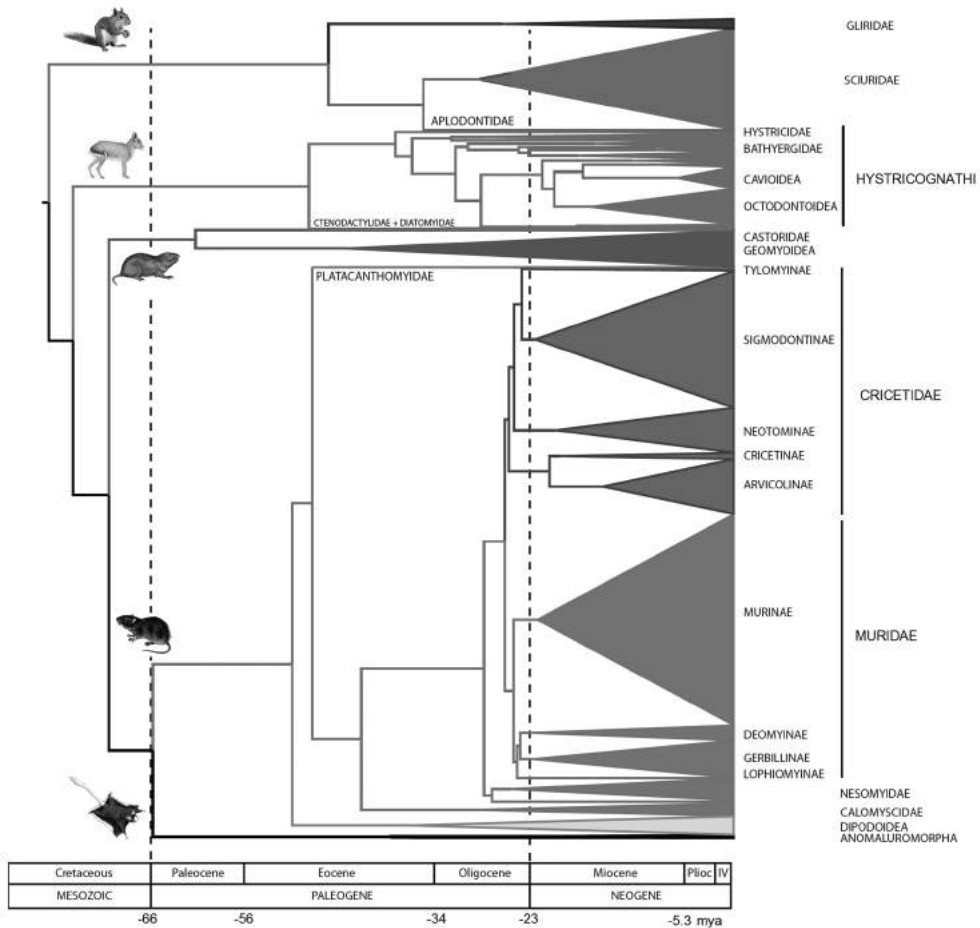 GLIRIDAE
SCIURIDAE
APLODONTIDAE
HYSTRICIDAE
BATHYERGIDAE
HYSTRICOGNATHI
CAVIOIDEA
OCTODONTOIDEA
CTENODACTYLIDAE + DIATOMYIDAE
CASTORIDAE
GEOMYOIDEA
PLATACANTHOMYIDAE
TYLOMYINAE
SIGMODONTINAE
CRICETIDAE
NEOTOMINAE
CRICETINAE
ARVICOLINAE
MURINAE
MURIDAE
DEOMYINAE
GERBILLINAE
LOPHIOMYINAE
NESOMYIDAE
CALOMYSCIDAE
DIPODOIDEA
ANOMALUROMORPHA
Cretaceous Paleocene Eocene Oligocene Miocene Plioc IV
MESOZOIC PALEOGENE NEOGENE
-66 -56 -34 -23 -5.3 mya